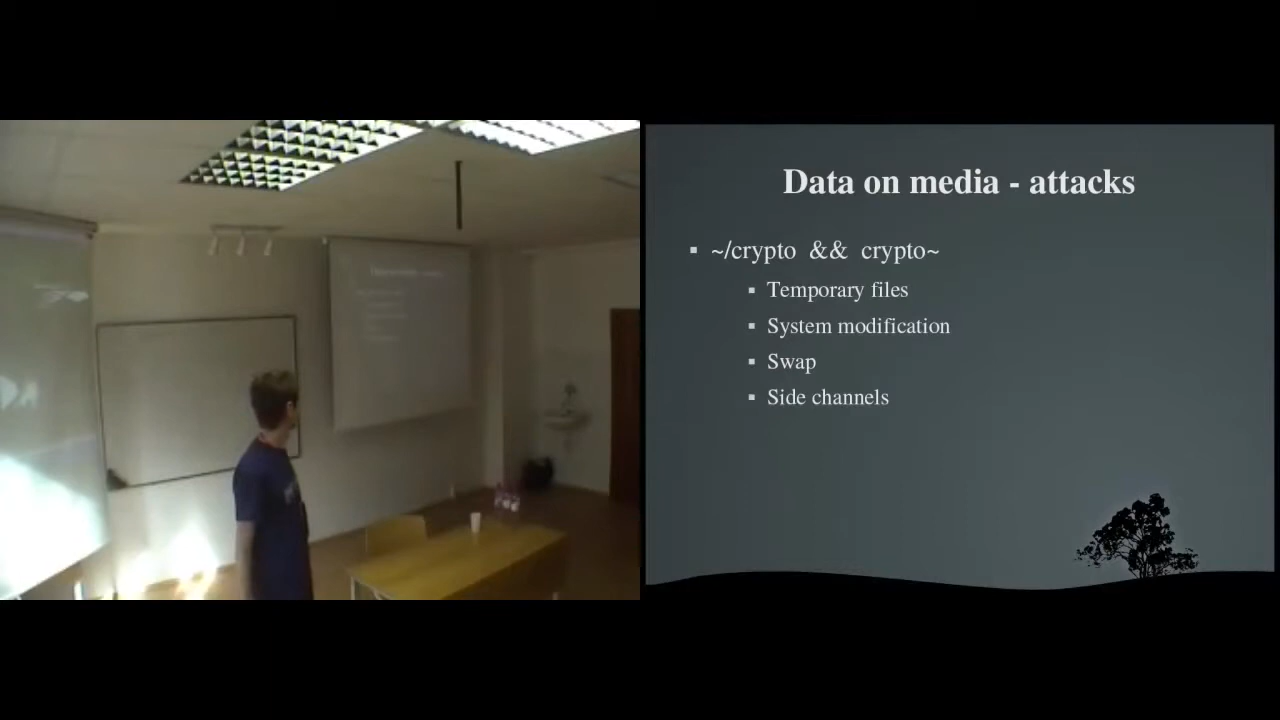 Data on media - attacks
~/crypto && crypto~
Temporary files
System modification
Swap
Side channels